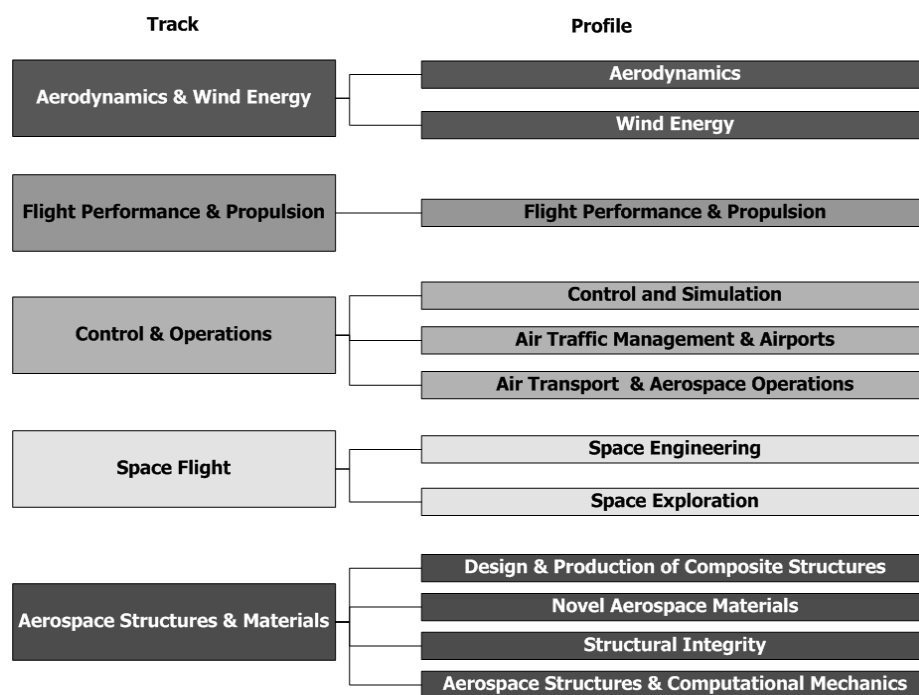 Track
Profile
Aerodynamics & Wind Energy
Aerodynamics
Wind Energy
Flight Performance & Propulsion
Flight Performance & Propulsion
Control & Operations
Control and Simulation
Air Traffic Management & Airports
Air Transport  & Aerospace Operations
Space Flight
Space Engineering
Space Exploration
Aerospace Structures & Materials
Design & Production of Composite Structures
Novel Aerospace Materials
Structural Integrity
Aerospace Structures & Computational Mechanics